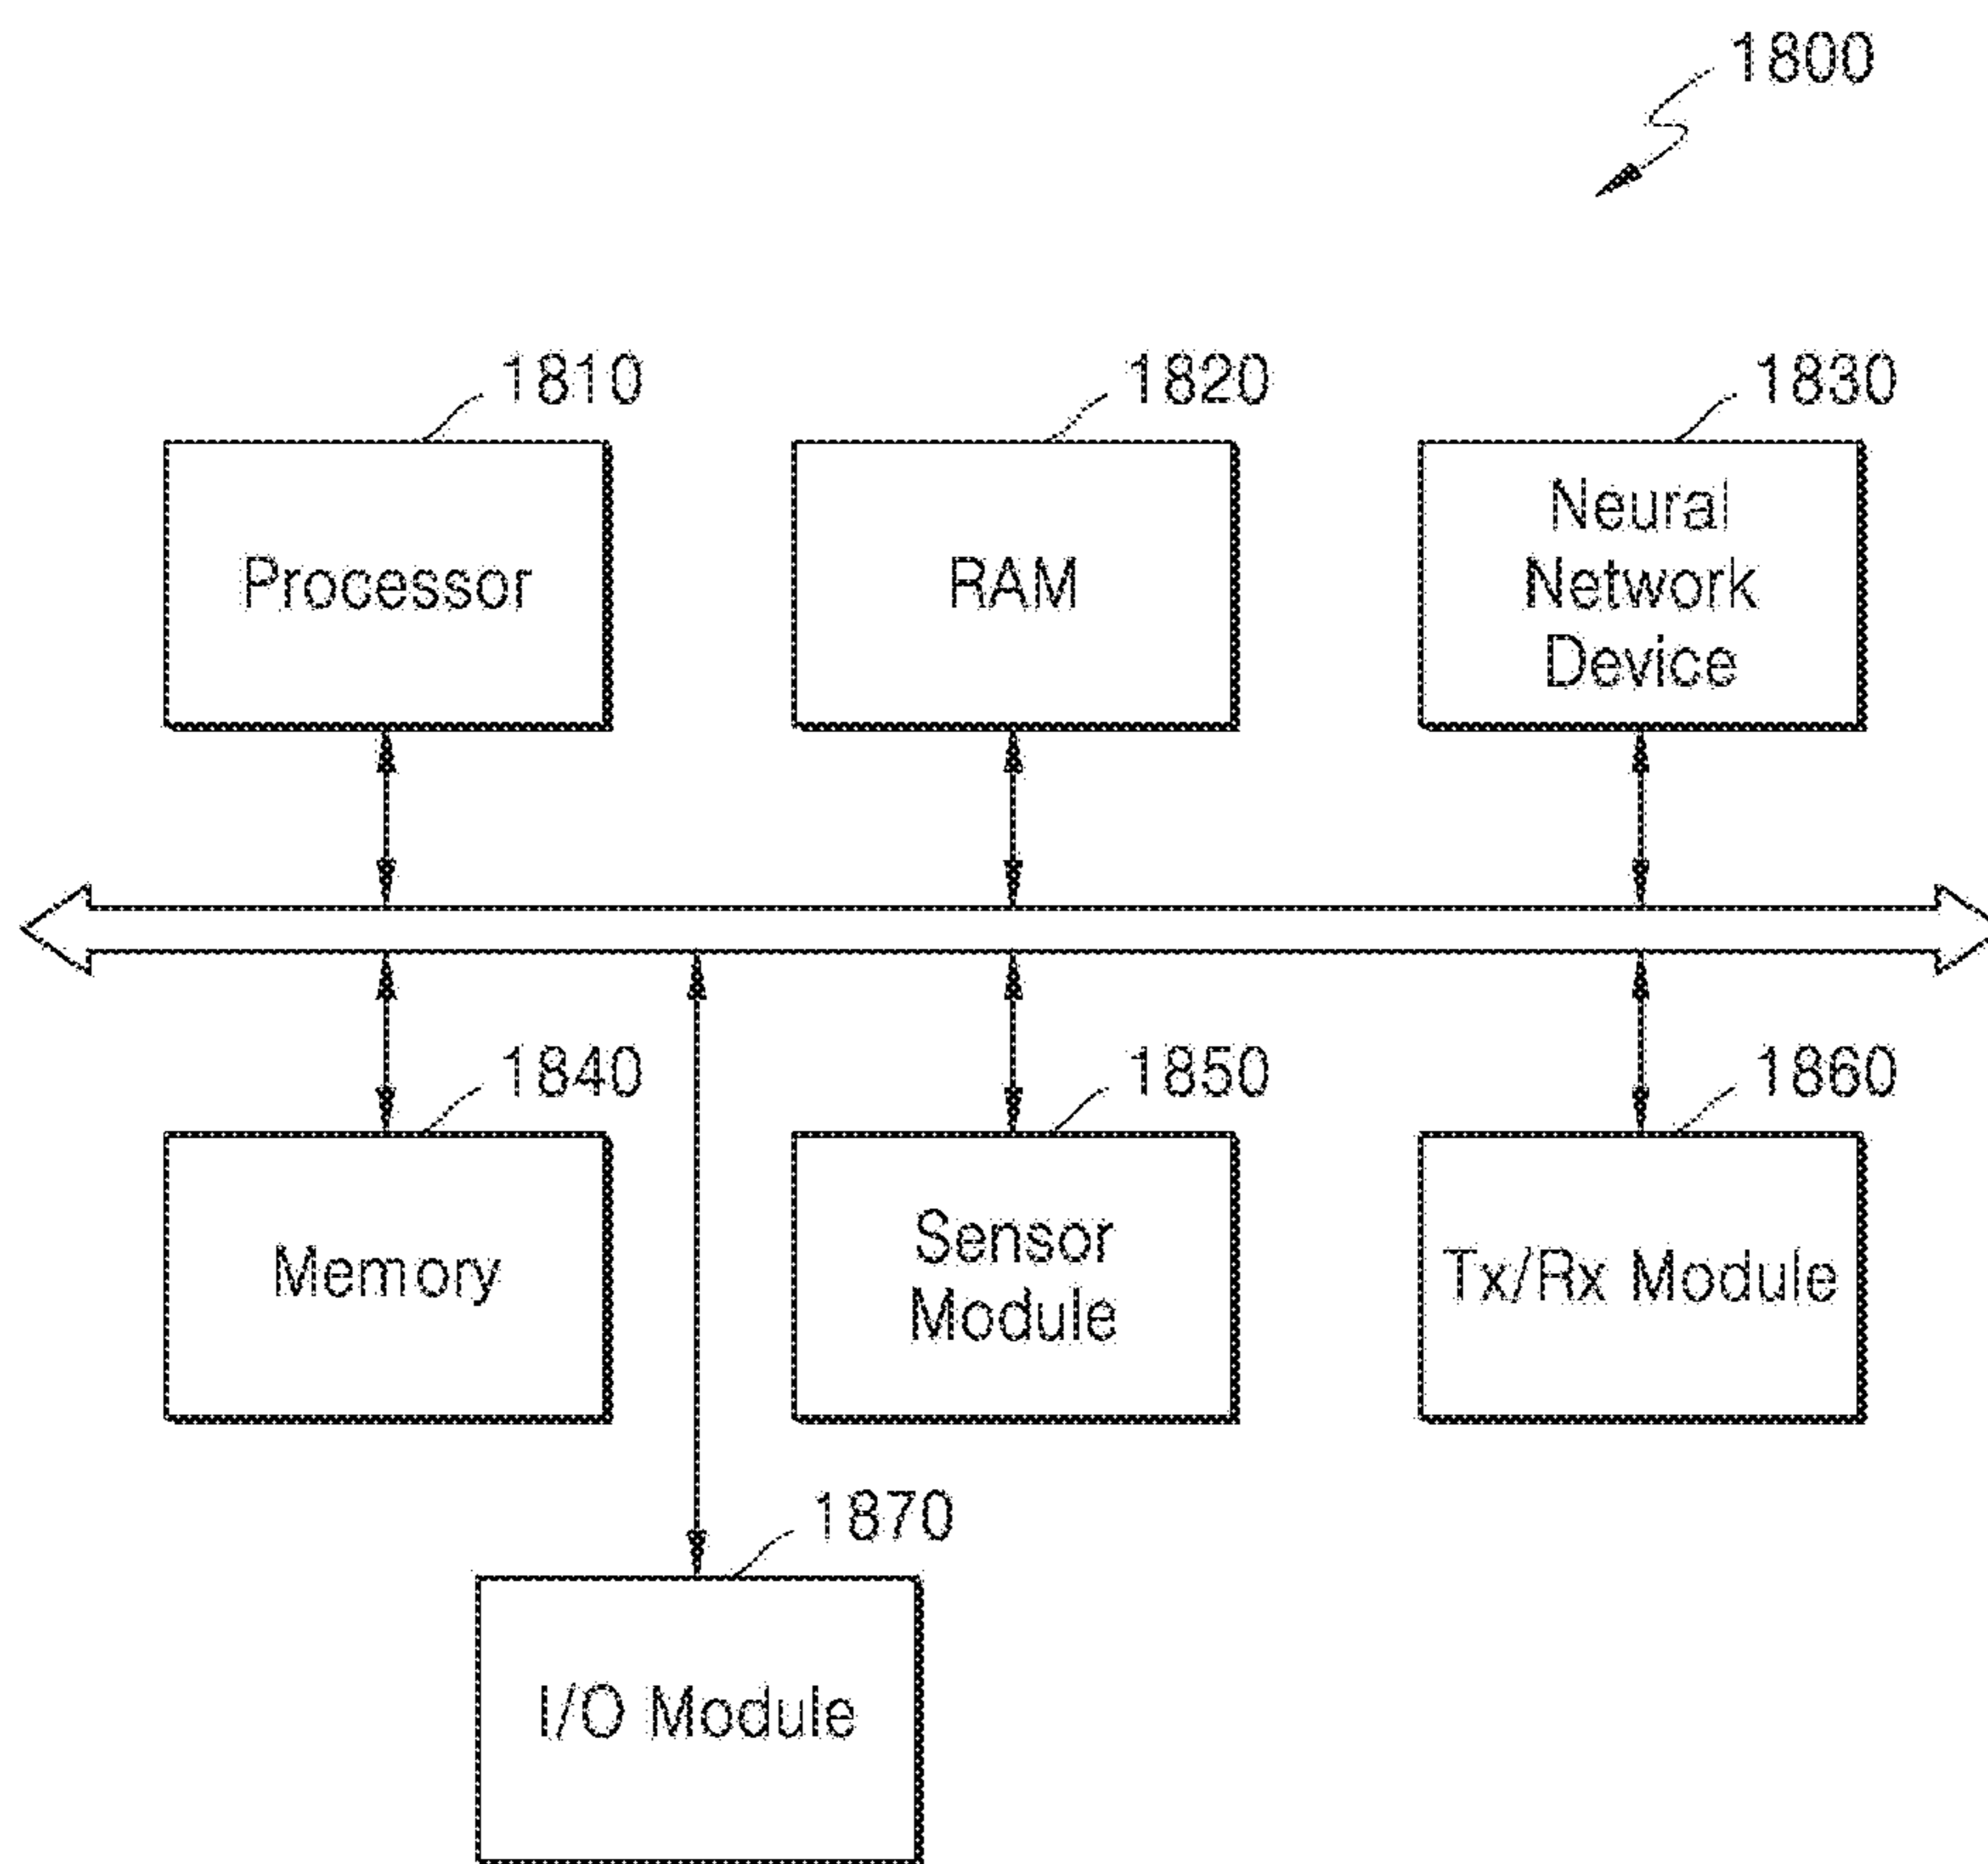 1800
1810
1820
1830
Processor
RAM
Neural
Network
Device
1840
1850
1860
Memory
Sensor
Module
Tx/Rx Module
1870
I/O Module